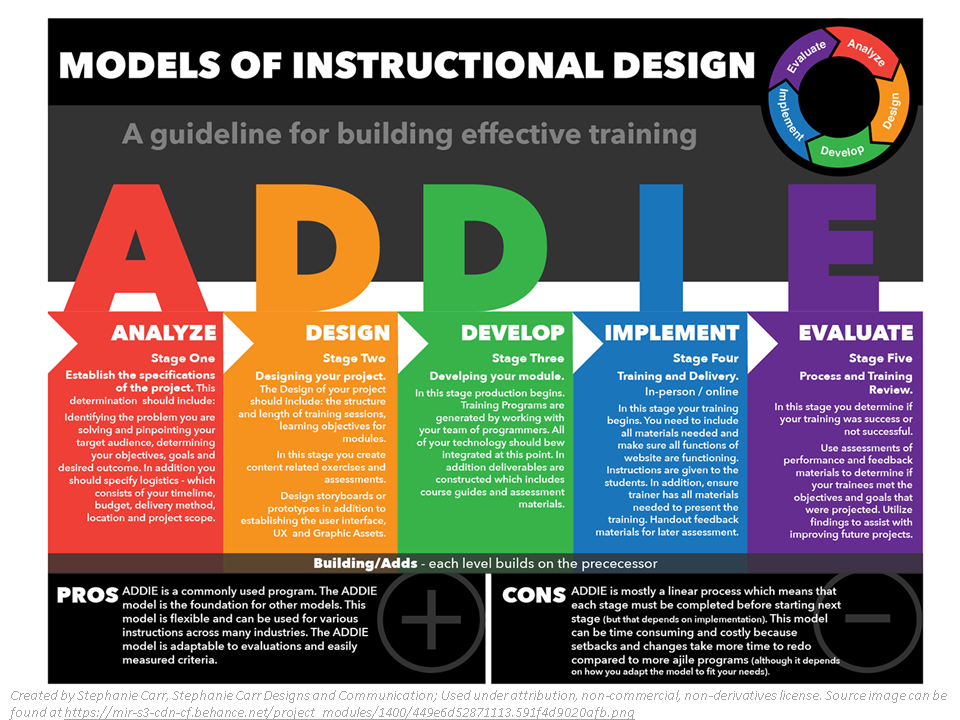 MODELS OF INSTRUCTIONAL DESIGN
Evaluate
Analyze
Design
Develop
Implement
A guideline for building effective training
ADDIE
ANALYZE
Stage One
Establish the specifications
of the project. This
determination should include:
Identifying the problem you are
solving and pinpointing your
target audience, determining
your objectives, goals and
desired outcome. In addition you
should specify logistics - which
consists of your timelime,
budget, delivery method,
location and project scope.
DESIGN
Stage Two
Designing your project.
The Design of your project
should include: the structure
and length of training sessions,
learning objectives for
modules.
In this stage you create
content related exercises and
assessments.
Design storyboards or
prototypes in addition to
establishing the user interface,
UX and Graphic Assets.
DEVELOP
Stage Three
Develping your module.
In this stage production begins.
Training Programs are
generated by working with
your team of programmers. All
of your technology should bew
integrated at this point. In
addition deliverables are
constructed which includes
course guides and assessment
materials.
IMPLEMENT
Stage Four
Training and Delivery.
In-person / online
In this stage your training
begins. You need to include
all materials needed and
make sure all functions of
website are functioning.
Instructions are given to the
students. In addition, ensure
trainer has all materials
needed to present the
training. Handout feedback
materials for later assessment.
EVALUATE
Stage Five
Process and Training
Review.
In this stage you determine if
your training was success or
not successful.
Use assessments of
performance and feedback
materials to determine if
your trainees met the
objectives and goals that
were projected. Utilize
findings to assist with
improving future projects.
Building/Adds - each level builds on the prececessor
PROS
ADDIE is a commonly used program. The ADDIE
model is the foundation for other models. This
model is flexible and can be used for various
instructions across many industries. The ADDIE
model is adaptable to evaluations and easily
measured criteria.
CONS
ADDIE is mostly a linear process which means that
each stage must be completed before starting next
stage (but that depends on implementation). This model
can be time consuming and costly because
setbacks and changes take more time to redo
compared to more ajile programs (although it depends
on how you adapt the model to fit your needs).
Created by Stephanie Carr, Stephanie Carr Designs and Communication; Used under attribution, non-commercial, non-derivatives license. Source image can be
found at https://mir-s3-cdn-cf.behance.net/project_modules/1400/449e6d52871113.591f4d9020afb.png